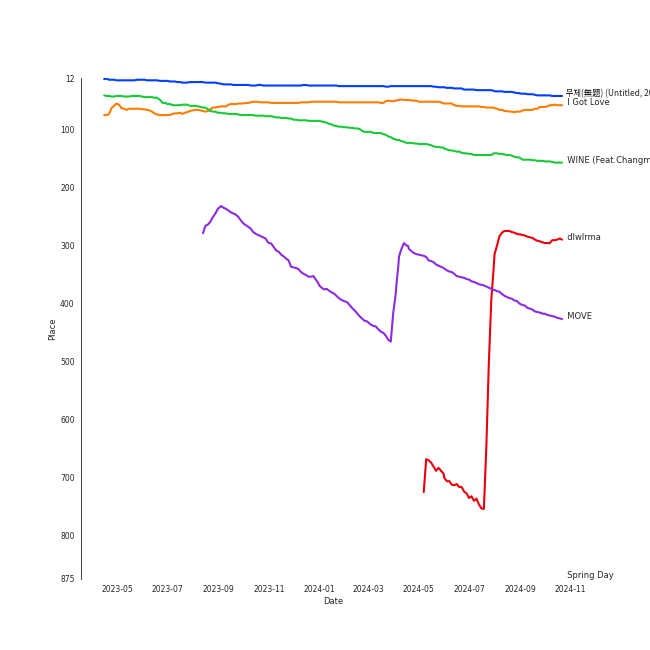 12
100
200
300
400
500
600
700
800
875
Place
무제(無題) (Untitled, 20
I Got Love
WINE (Feat.Changm
dlwlrma
MOVE
Spring Day
2023-05 2023-07 2023-09 2023-11 2024-01 2024-03 2024-05 2024-07 2024-09 2024-11
Date